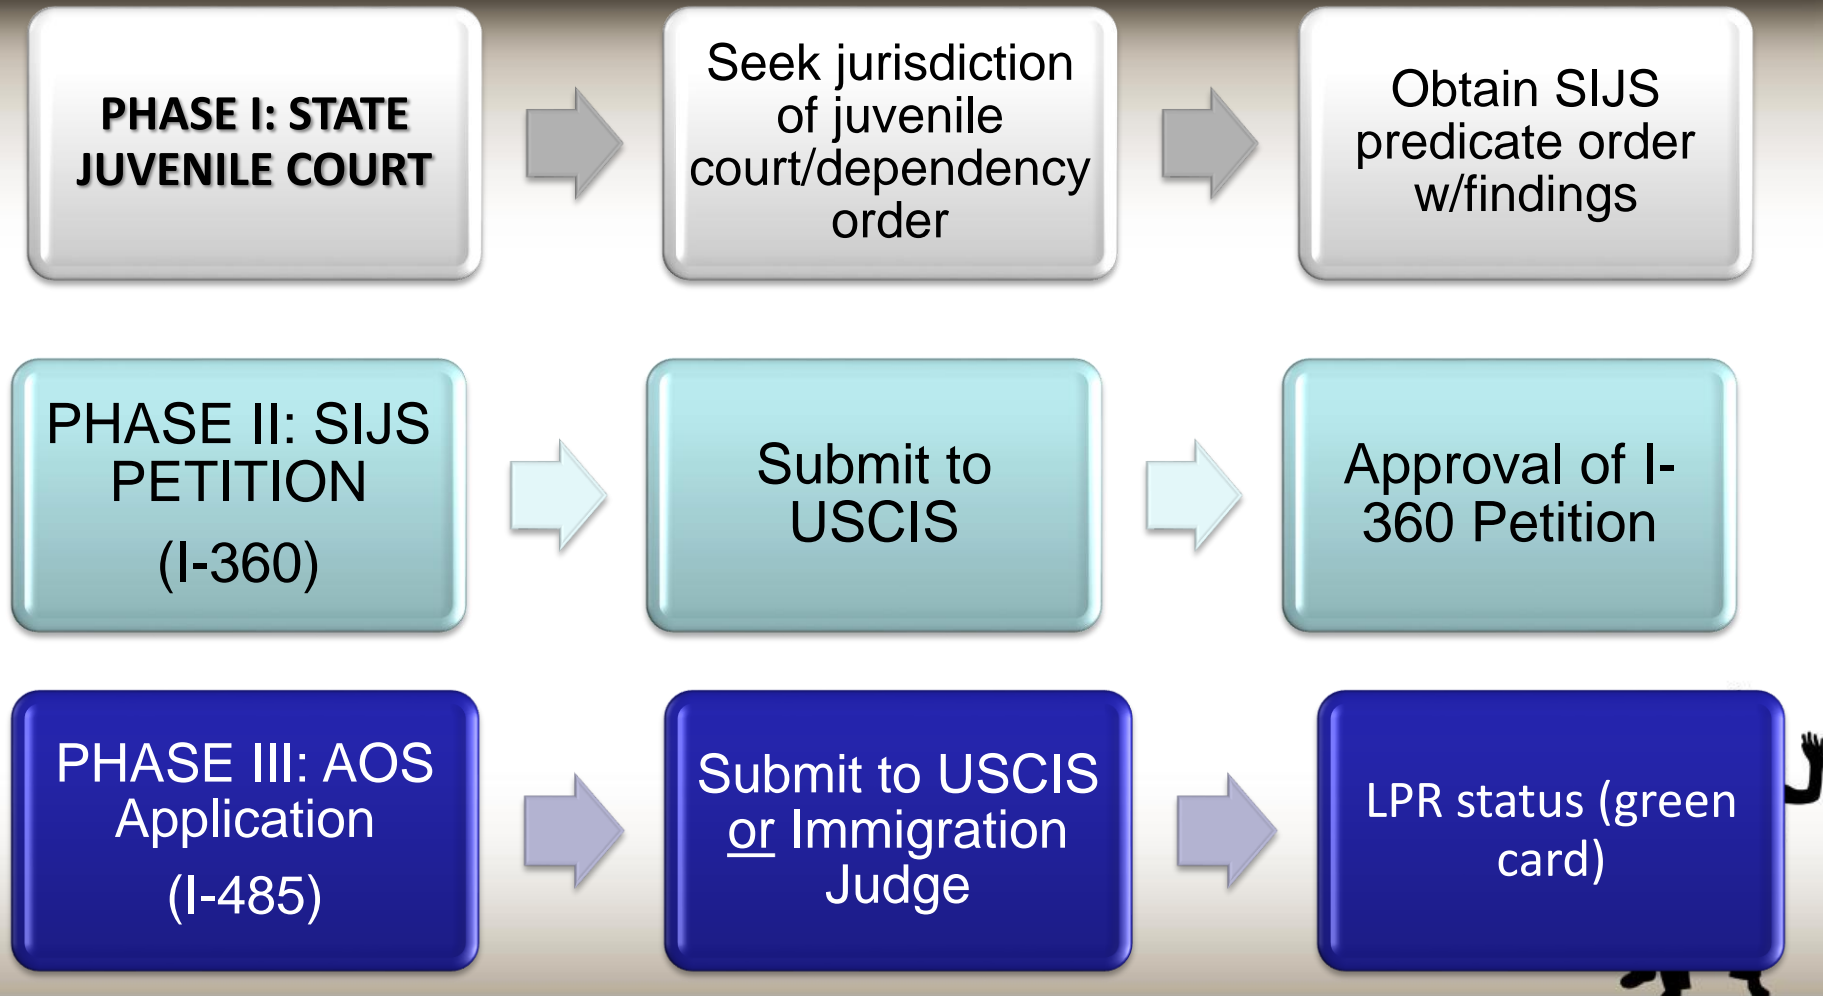 PHASE I: STATE
JUVENILE COURT
Seek jurisdiction
of juvenile
court/dependency
order
Obtain SIJS
predicate order
w/findings
PHASE II: SIJS
PETITION
(I-360)
Submit to
USCIS
Approval of I-
360 Petition
PHASE III: AOS
Application
(I-485)
Submit to USCIS
or Immigration
Judge
LPR status (green
card)